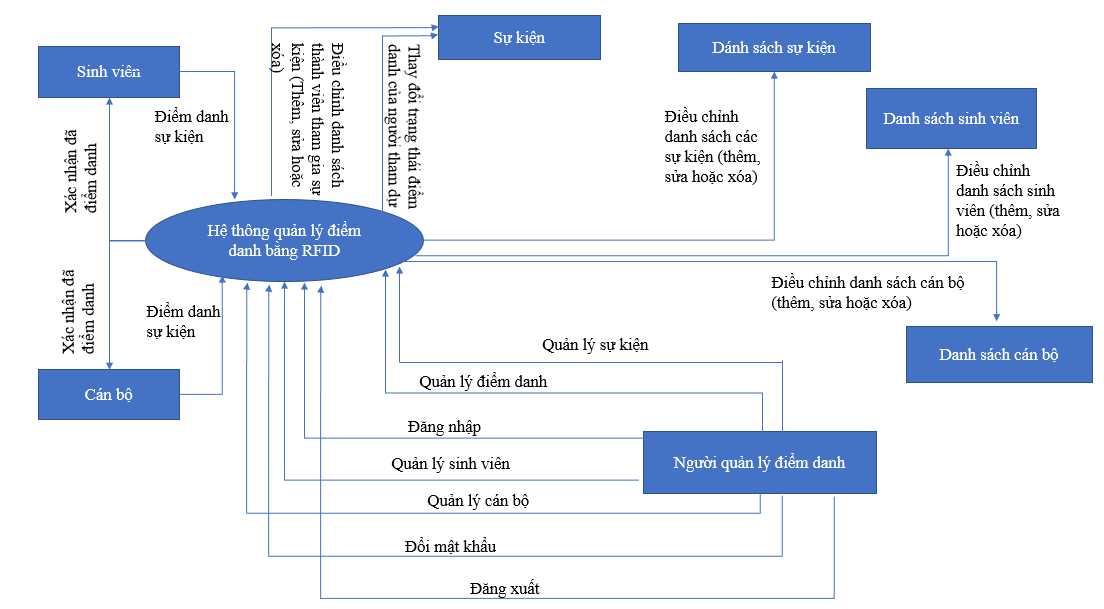 Sự kiện
Dánh sách sự kiện
Sinh viên
Danh sách sinh viên
Điểm danh
sự kiện
Điều chỉnh danh sách
thành viên tham gia sự
kiện (Thêm, sửa hoặc
xóa)
Thay đổi trạng thái điểm
danh của người tham dự
Điều chỉnh
danh sách các
sự kiện (thêm,
sửa hoặc xóa)
Điều chỉnh
danh sách sinh
viên (thêm, sửa
hoặc xóa)
Xác nhận đã
điểm danh
Hệ thông quản lý điểm
danh bằng RFID
Xác nhận đã
điểm danh
Điểm danh
sự kiện
Điều chỉnh danh sách cán bộ
(thêm, sửa hoặc xóa)
Danh sách cán bộ
Cán bộ
Quản lý sự kiện
Quản lý điểm danh
Đăng nhập
Người quản lý điểm danh
Quản lý sinh viên
Quản lý cán bộ
Đổi mật khẩu
Đăng xuất